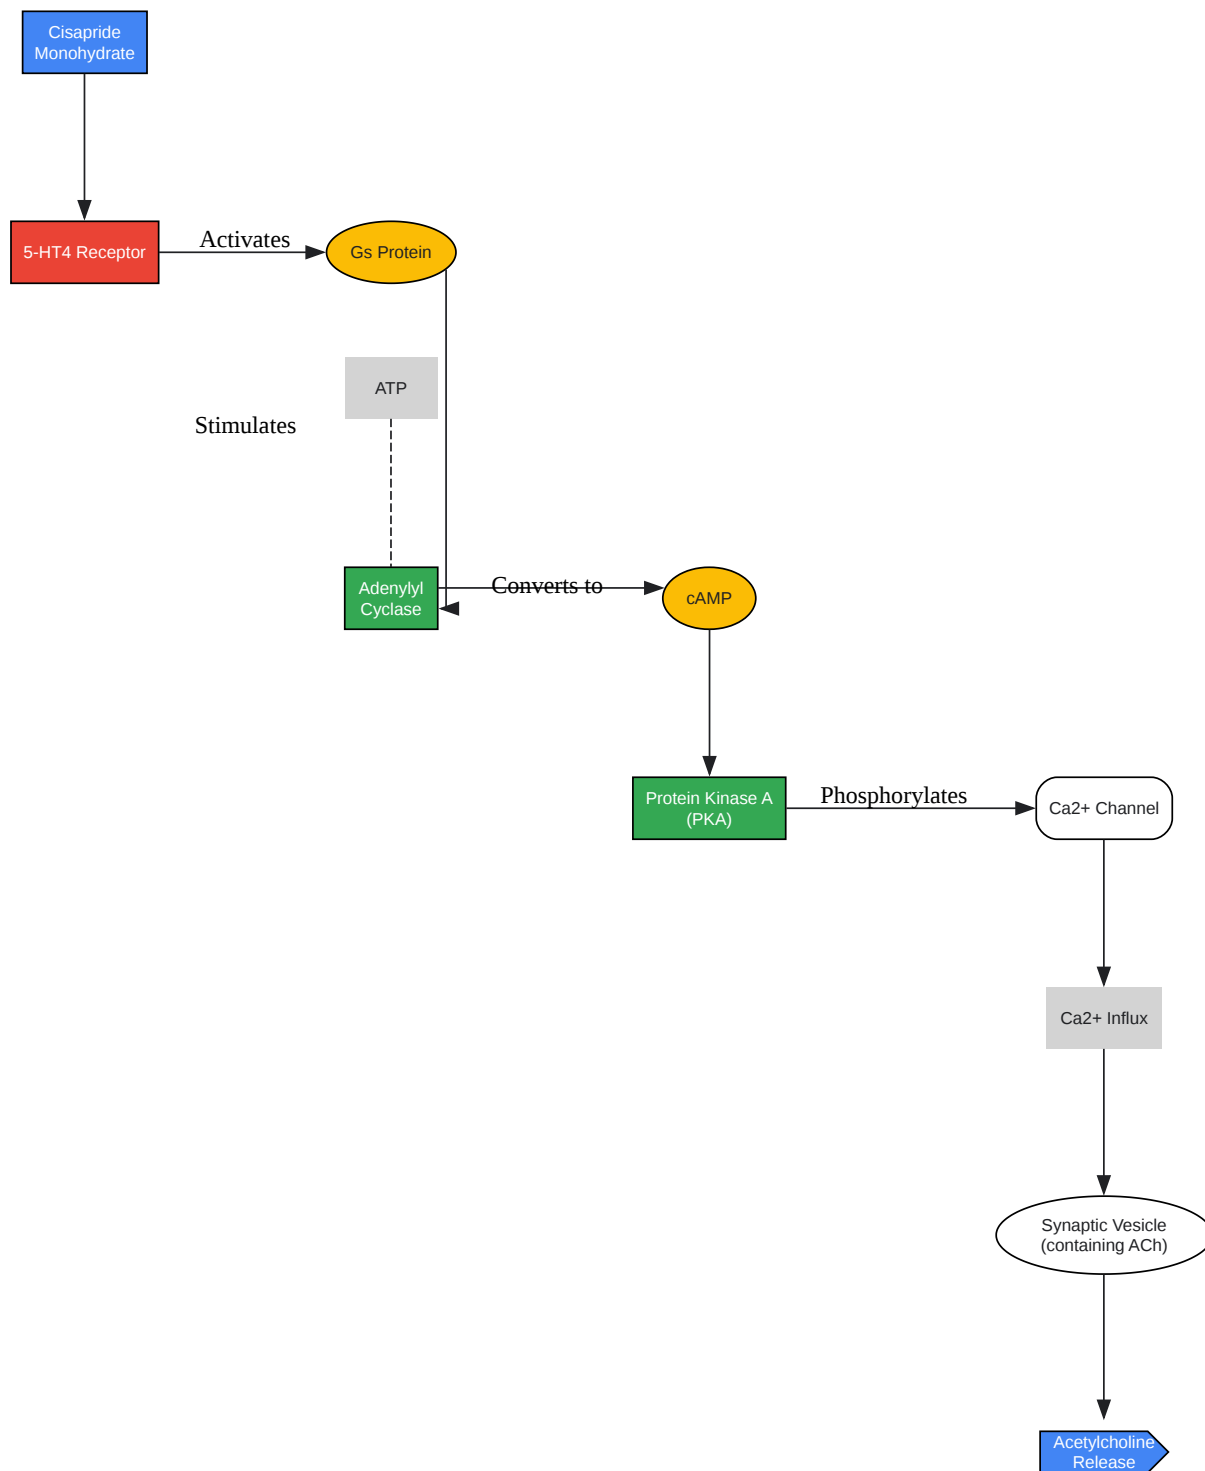 Cisapride
Monohydrate
5-HT4 Receptor
Activates
Gs Protein
ATP
Stimulates
Adenylyl
Cyclase
Converts to
cAMP
Protein Kinase A
(PKA)
Phosphorylates
Ca2+ Channel
Ca2+ Influx
Synaptic Vesicle
(containing ACh)
Acetylcholine
Release